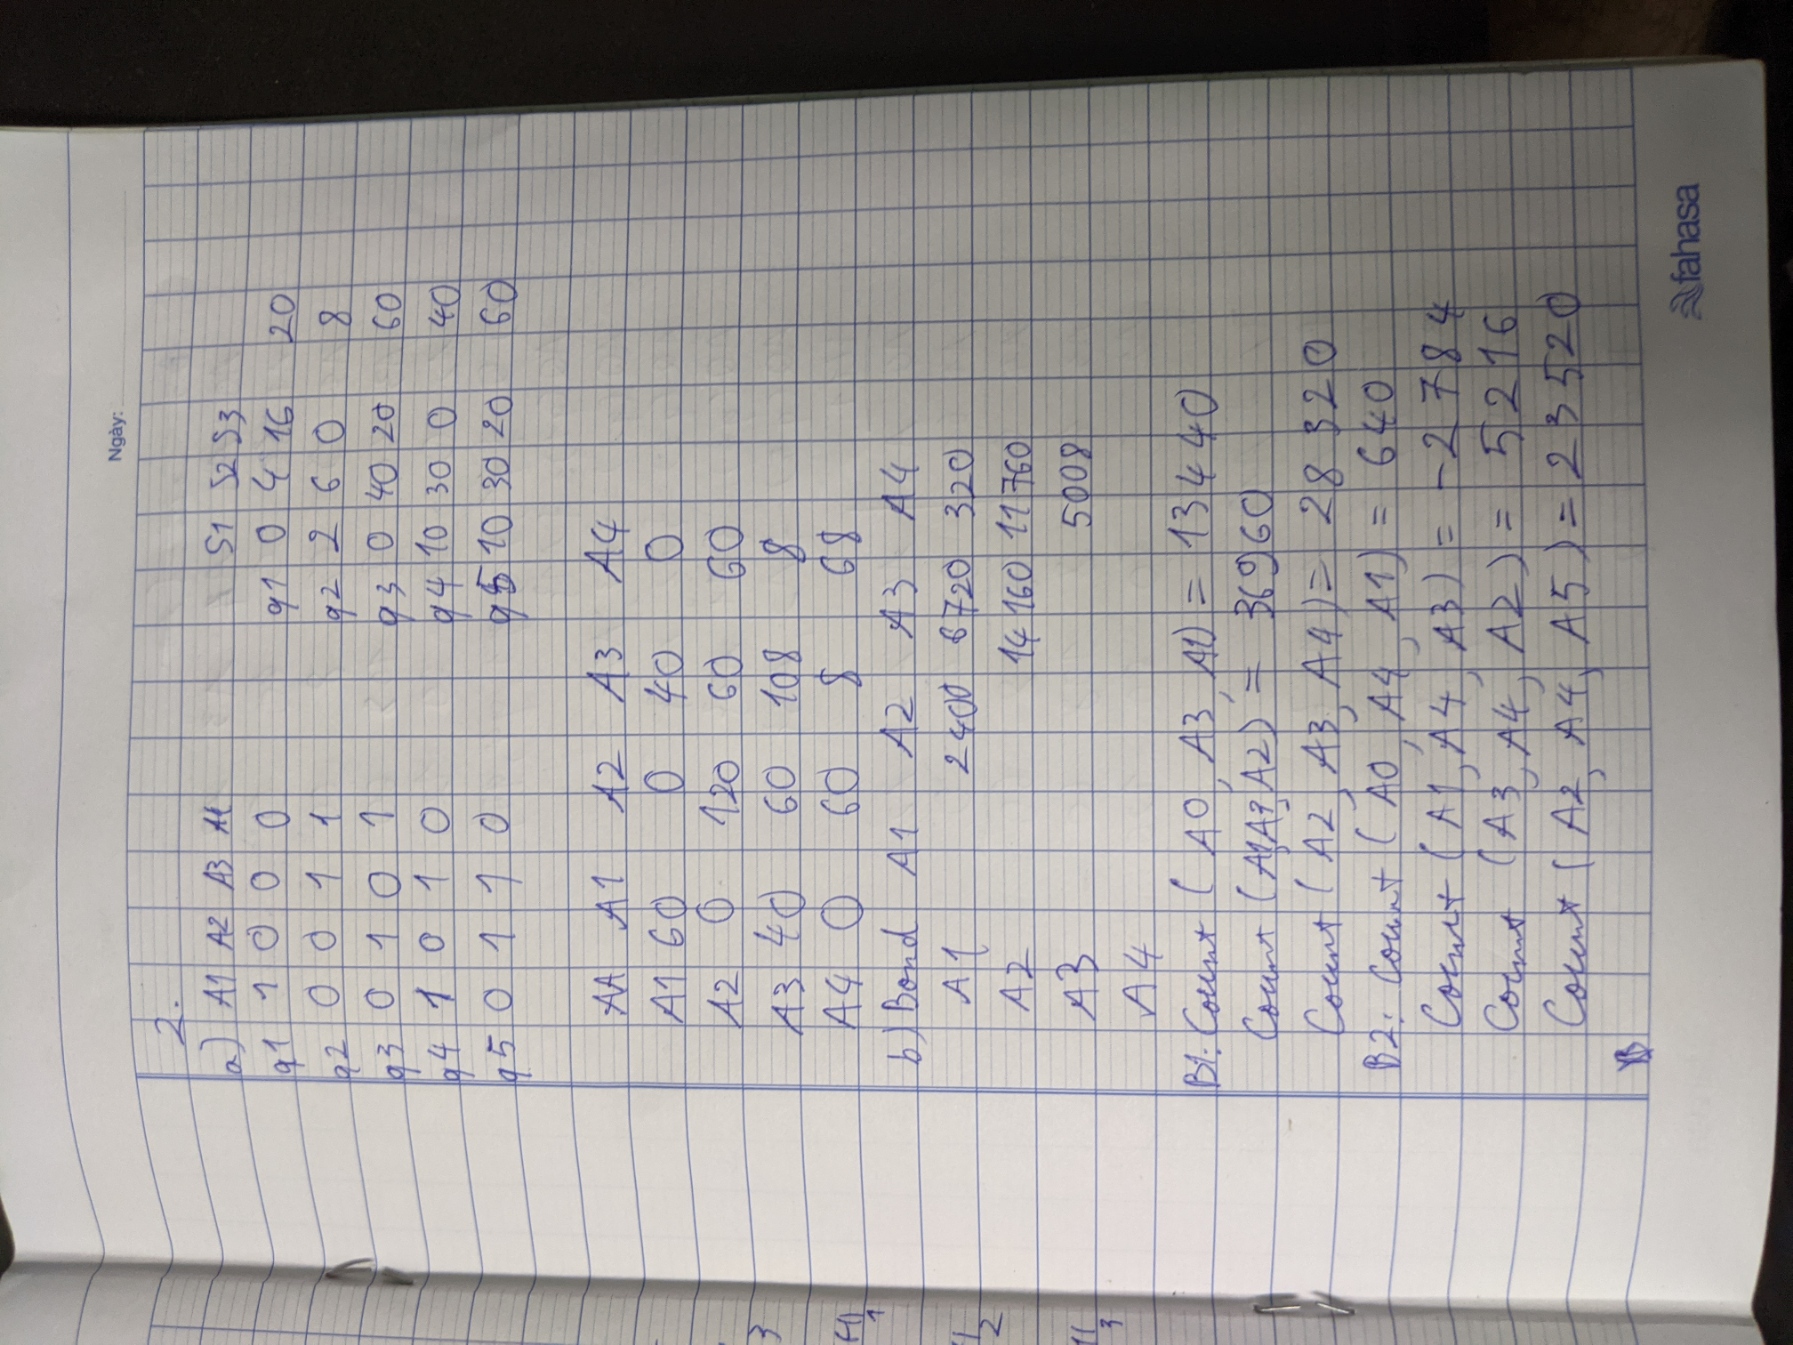 Ngày:
2.
a) A1 A2 A3 A4 S1 S2 S3
q1 1 0 0 0 q1 0 4 16 20
q2 0 0 1 1 q2 2 6 0 8
q3 0 1 0 1 q3 0 40 20 60
q4 1 0 1 0 q4 10 30 0 40
q5 0 1 1 0 q5 10 30 20 60
AA A1 A2 A3 A4
A1 60 0 40 0
A2 0 120 60 60
A3 40 60 108 8
A4 0 60 8 68
b) Bond A1 A2 A3 A4
A1 2400 6720 320
A2 14160 11760
A3 5008
A4
B1: Count (A0, A3, A1) = 13440
Count (A1, A3, A2) = 36960
Count (A2, A3, A4) = 28320
B2: Count (A0, A4, A1) = 640
Count (A1, A4, A3) = -2784
Count (A3, A4, A2) = 5216
Count (A2, A4, A5) = 23520
fahasa
3
2
3